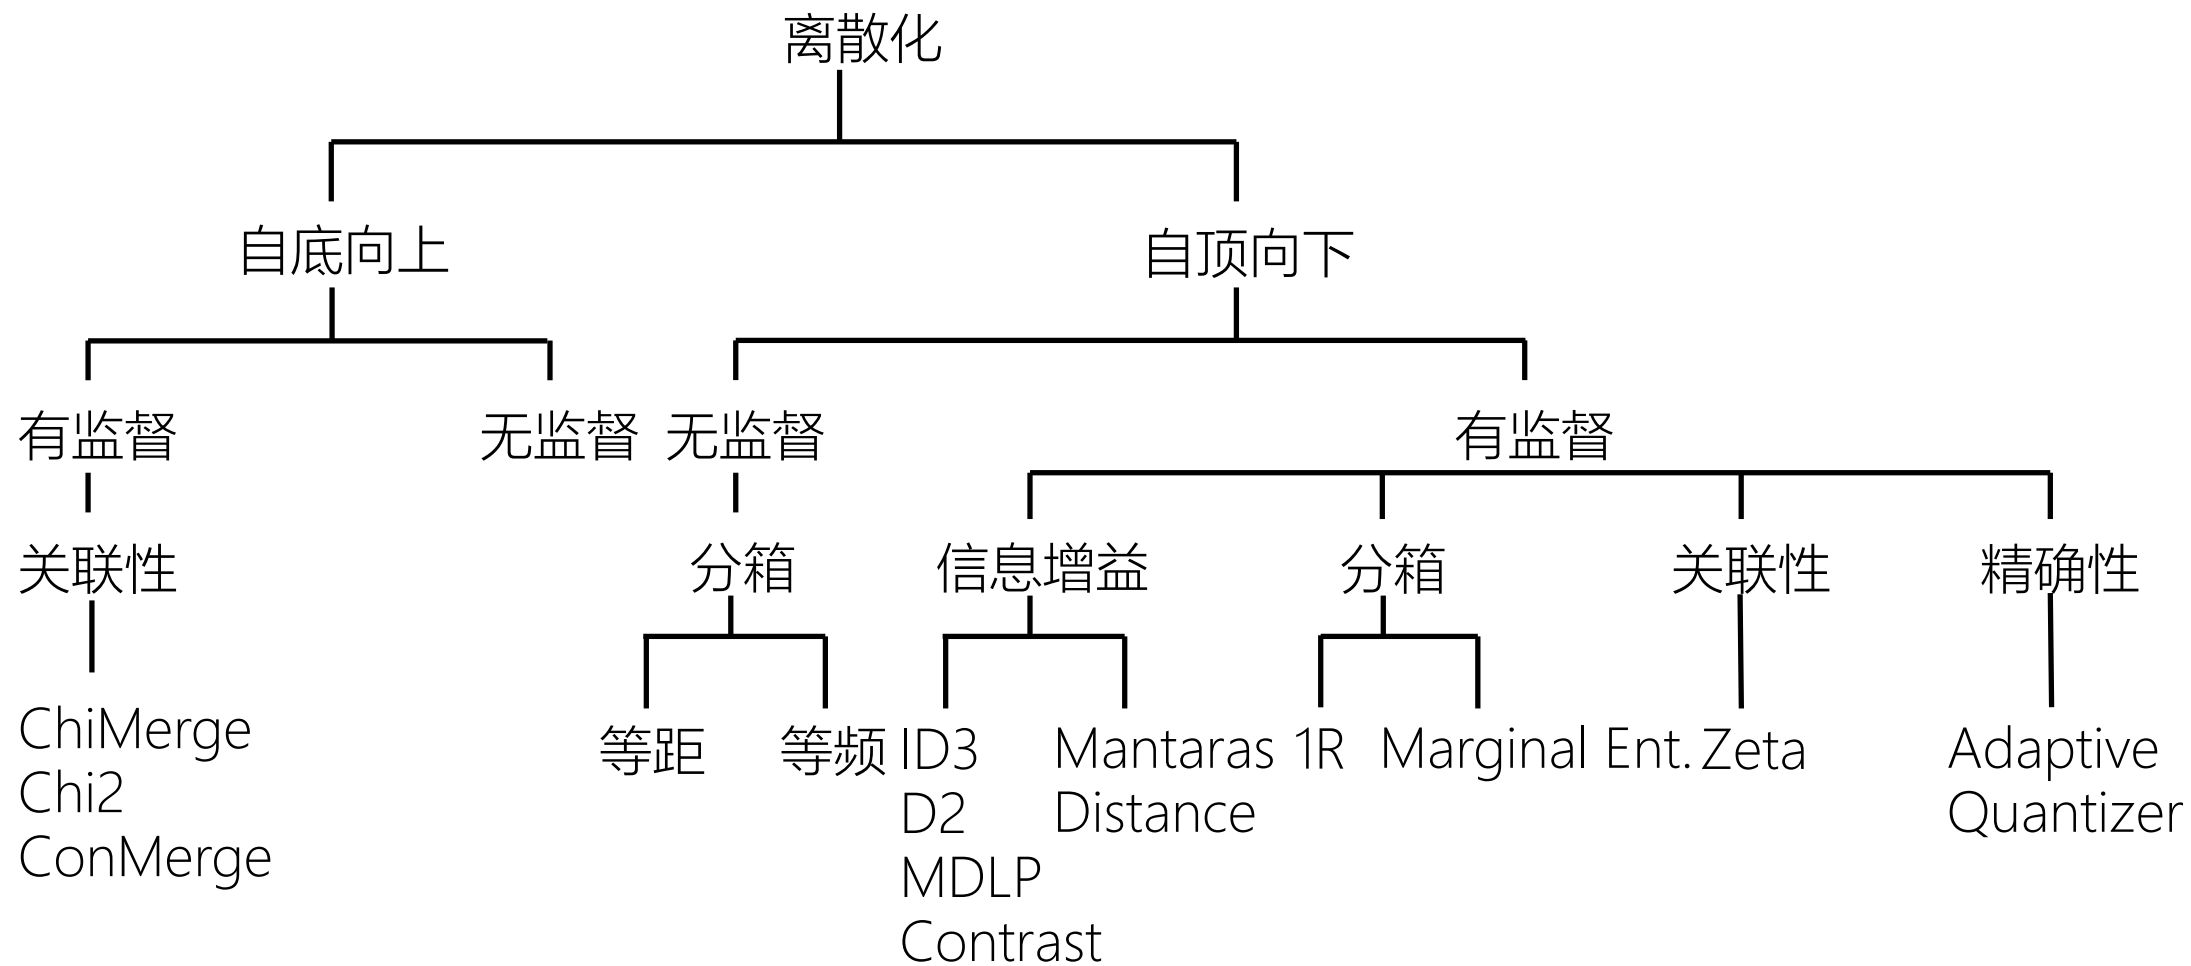 离散化
自底向上
自顶向下
有监督
无监督
无监督
有监督
关联性
分箱
信息增益
分箱
关联性
精确性
ChiMerge
Chi2
ConMerge
等距
等频
ID3
D2
MDLP
Contrast
Mantaras
Distance
1R
Marginal Ent.
Zeta
Adaptive
Quantizer